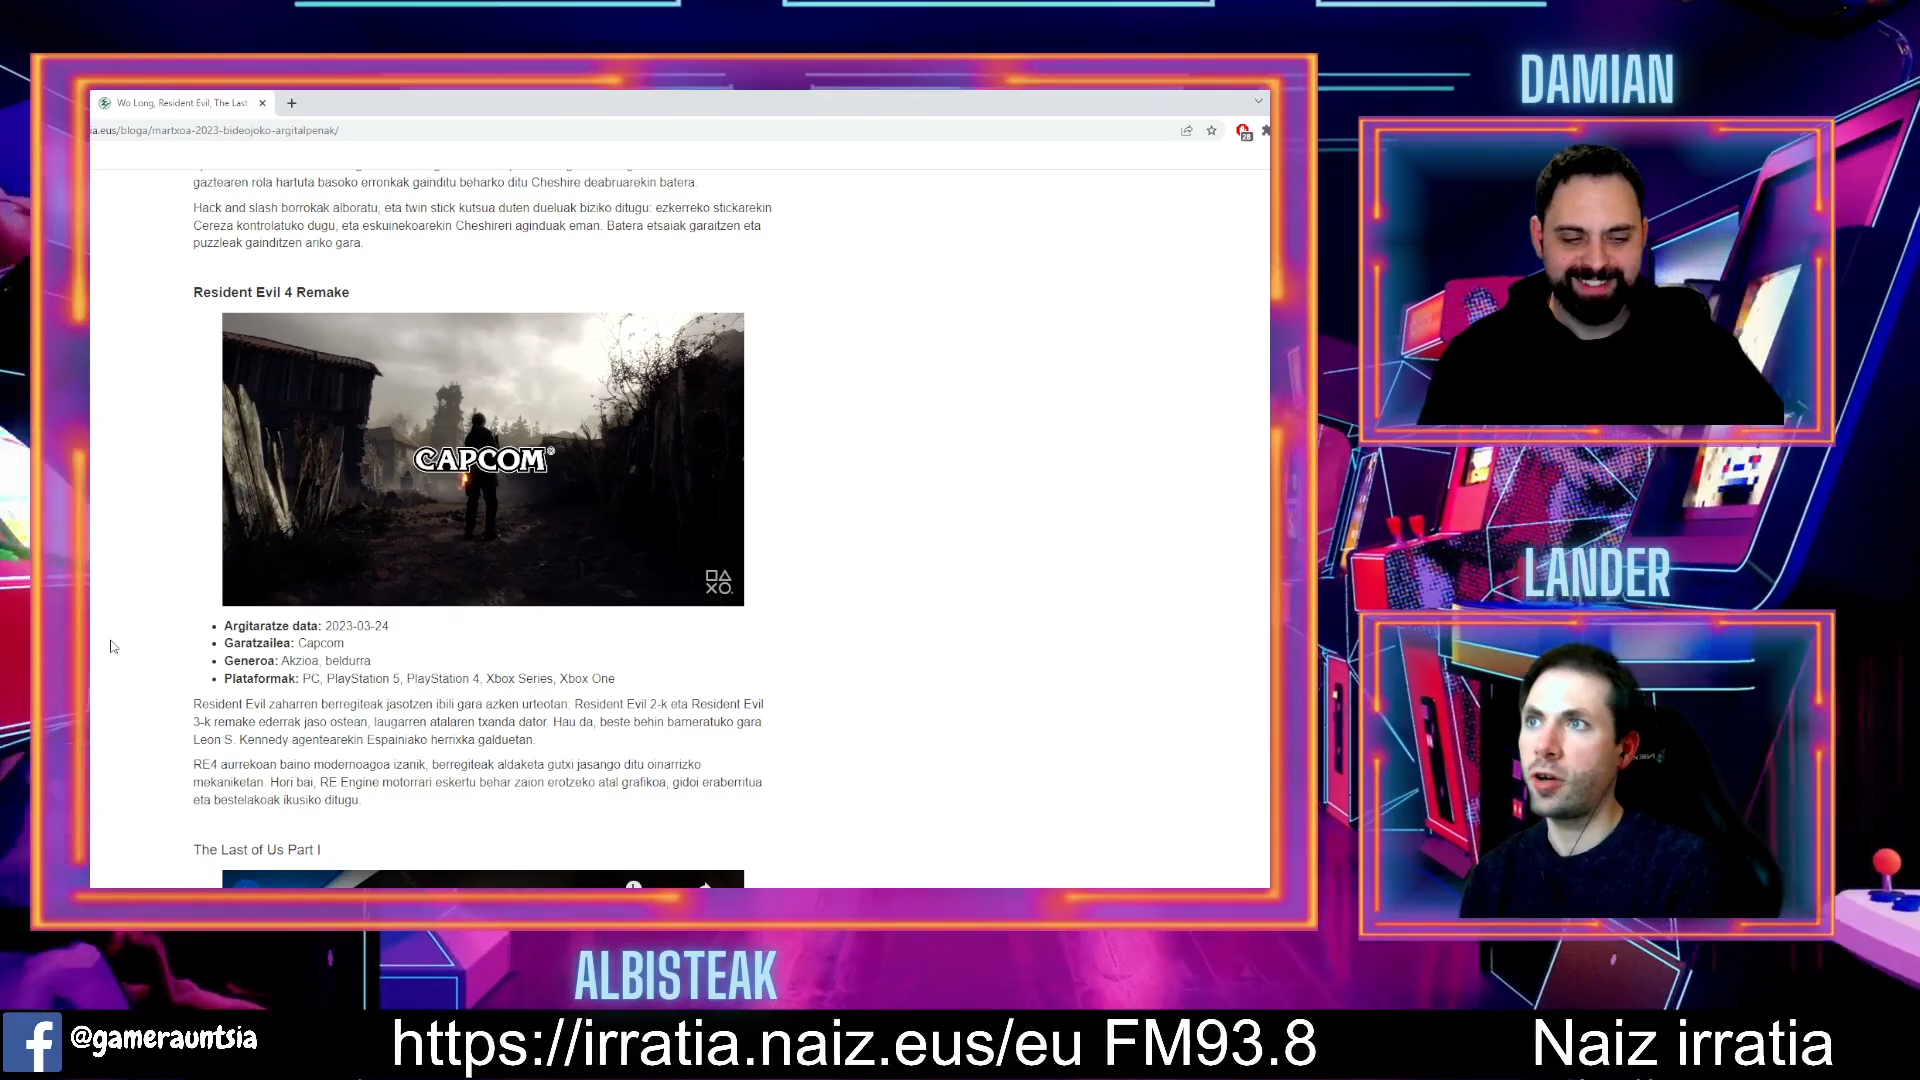 DAMIAN
Wo Long, Resident Evil, The Last
a.eus/bloga/martxoa-2023-bideojoko-argitalpenak/
gaztearen rola hartuta basoko erronkak gainditu beharko ditu Cheshire deabruarekin batera.
Hack and slash borrokak alboratu, eta twin stick kutsua duten dueluak biziko ditugu: ezkerreko stickarekin
Cereza kontrolatuko dugu, eta eskuinekoarekin Cheshireri aginduak eman. Batera etsaiak garaitzen eta
puzzleak gainditzen ariko gara.
Resident Evil 4 Remake
CAPCOM®
• Argitaratze data: 2023-03-24
• Garatzailea: Capcom
• Generoa: Akzioa, beldurra
• Plataformak: PC, PlayStation 5, PlayStation 4, Xbox Series, Xbox One
Resident Evil zaharren berregiteak jasotzen ibili gara azken urteotan: Resident Evil 2-k eta Resident Evil
3-k remake ederrak jaso ostean, laugarren atalaren txanda dator. Hau da, beste behin barneratuko gara
Leon S. Kennedy agentearekin Espainiako herrixka galduetan.
RE4 aurrekoan baino modernoagoa izanik, berregiteak aldaketa gutxi jasango ditu oinarrizko
mekaniketan. Hori bai, RE Engine motorrari eskertu behar zaion erotzeko atal grafikoa, gidoi eraberritua
eta bestelakoak ikusiko ditugu.
The Last of Us Part I
LANDER
ALBISTEAK
@gamerauntsia
https://irratia.naiz.eus/eu FM93.8
Naiz irratia